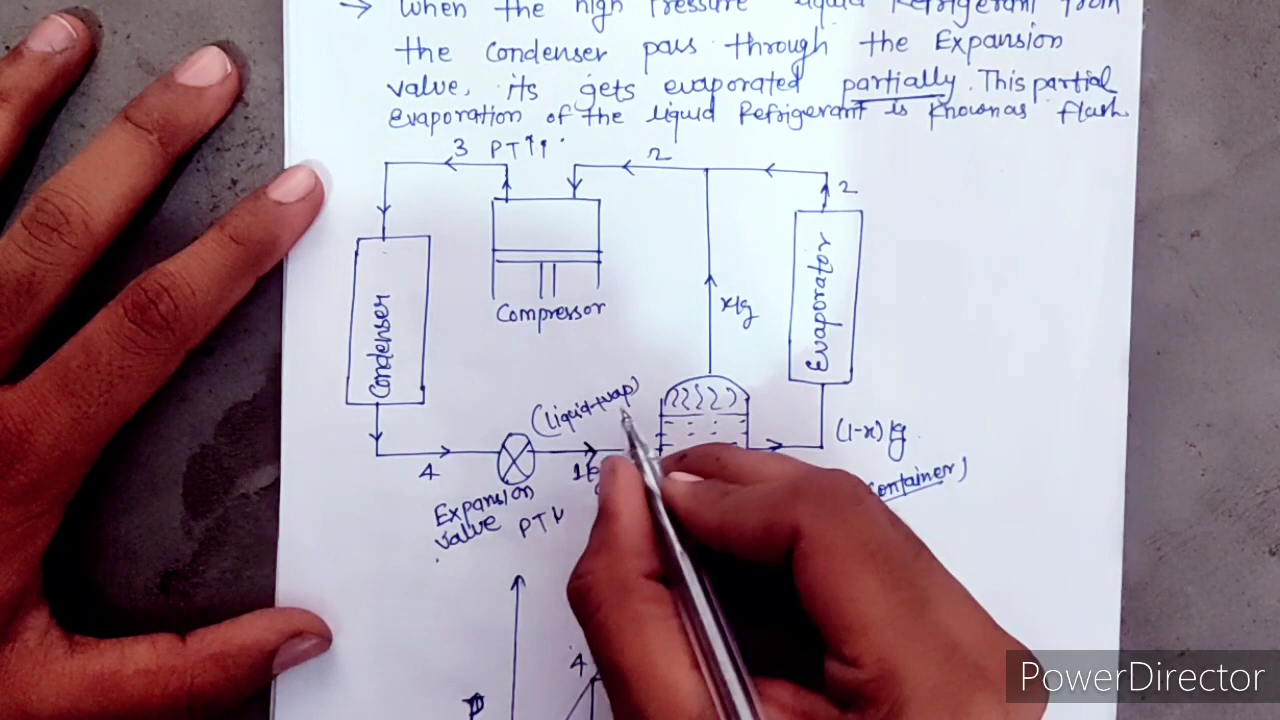 → When the high Pressure liquid Refrigerant from
the Condenser pass through the Expansion
value, its gets evaporated partially. This partial
Evaporation of the liquid Refrigerant is known as flash
3 PT↑↑
2
2
Condenser
Compressor
x kg
Evaporator
(liquid+vap)
(1-x) kg
4
1kg
container)
Expansion
valve PT↓
4
P
PowerDirector